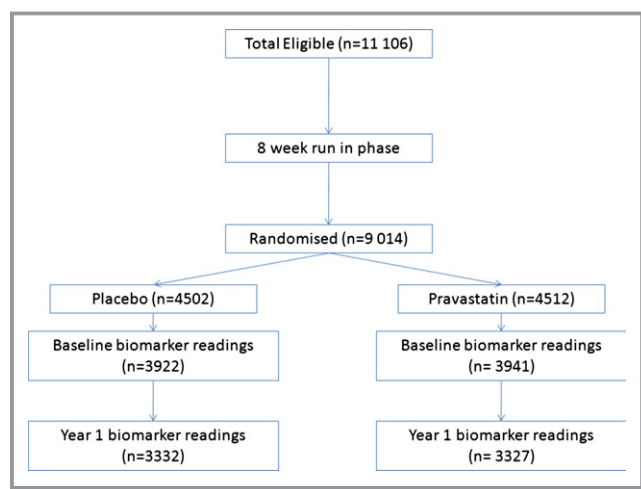 Total Eligible (n=11 106)
8 week run in phase
Randomised (n=9 014)
Placebo (n=4502)
Pravastatin (n=4512)
Baseline biomarker readings
(n=3922)
Baseline biomarker readings
(n= 3941)
Year 1 biomarker readings
(n=3332)
Year 1 biomarker readings
(n= 3327)